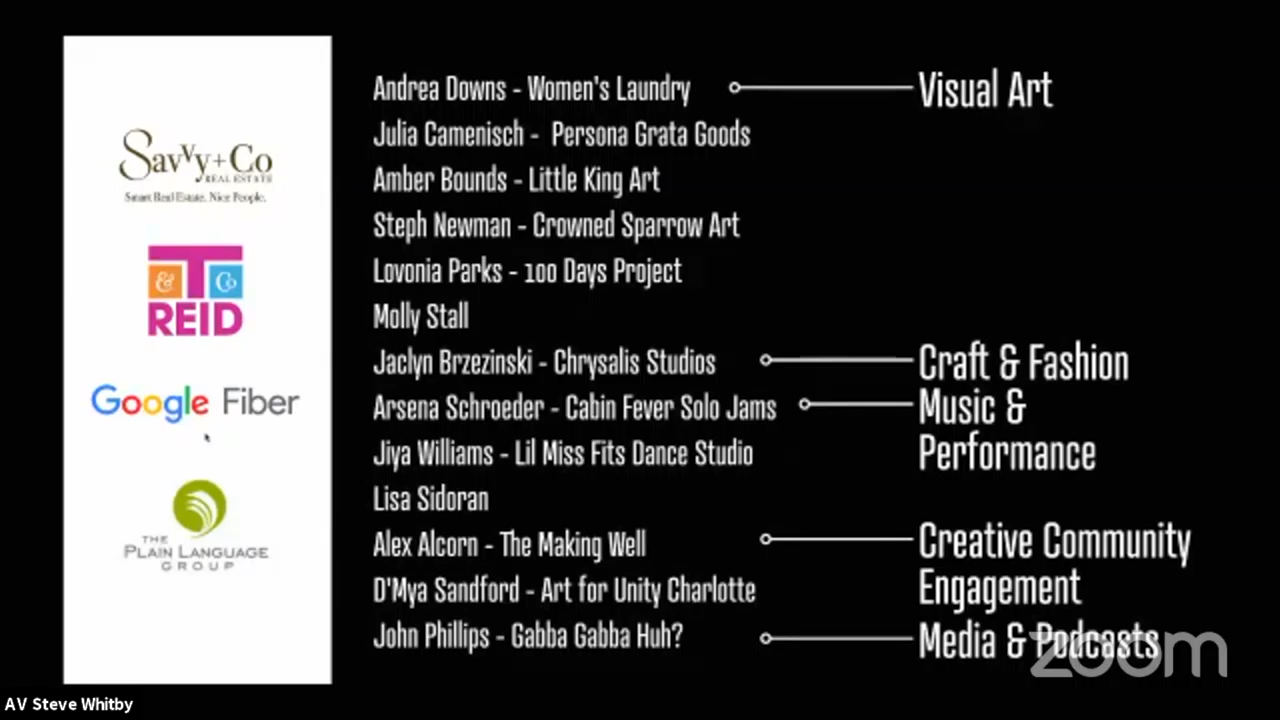 Savvy+Co
REAL ESTATE
Smart Real Estate. Nice People.
T
& Co
REID
Google Fiber
THE
PLAIN LANGUAGE
GROUP
Andrea Downs - Women's Laundry
Julia Camenisch - Persona Grata Goods
Amber Bounds - Little King Art
Steph Newman - Crowned Sparrow Art
Lovonia Parks - 100 Days Project
Molly Stall
Jaclyn Brzezinski - Chrysalis Studios
Arsena Schroeder - Cabin Fever Solo Jams
Jiya Williams - Lil Miss Fits Dance Studio
Lisa Sidoran
Alex Alcorn - The Making Well
D'Mya Sandford - Art for Unity Charlotte
John Phillips - Gabba Gabba Huh?
Visual Art
Craft & Fashion
Music &
Performance
Creative Community
Engagement
Media & Podcasts
zoom
AV Steve Whitby